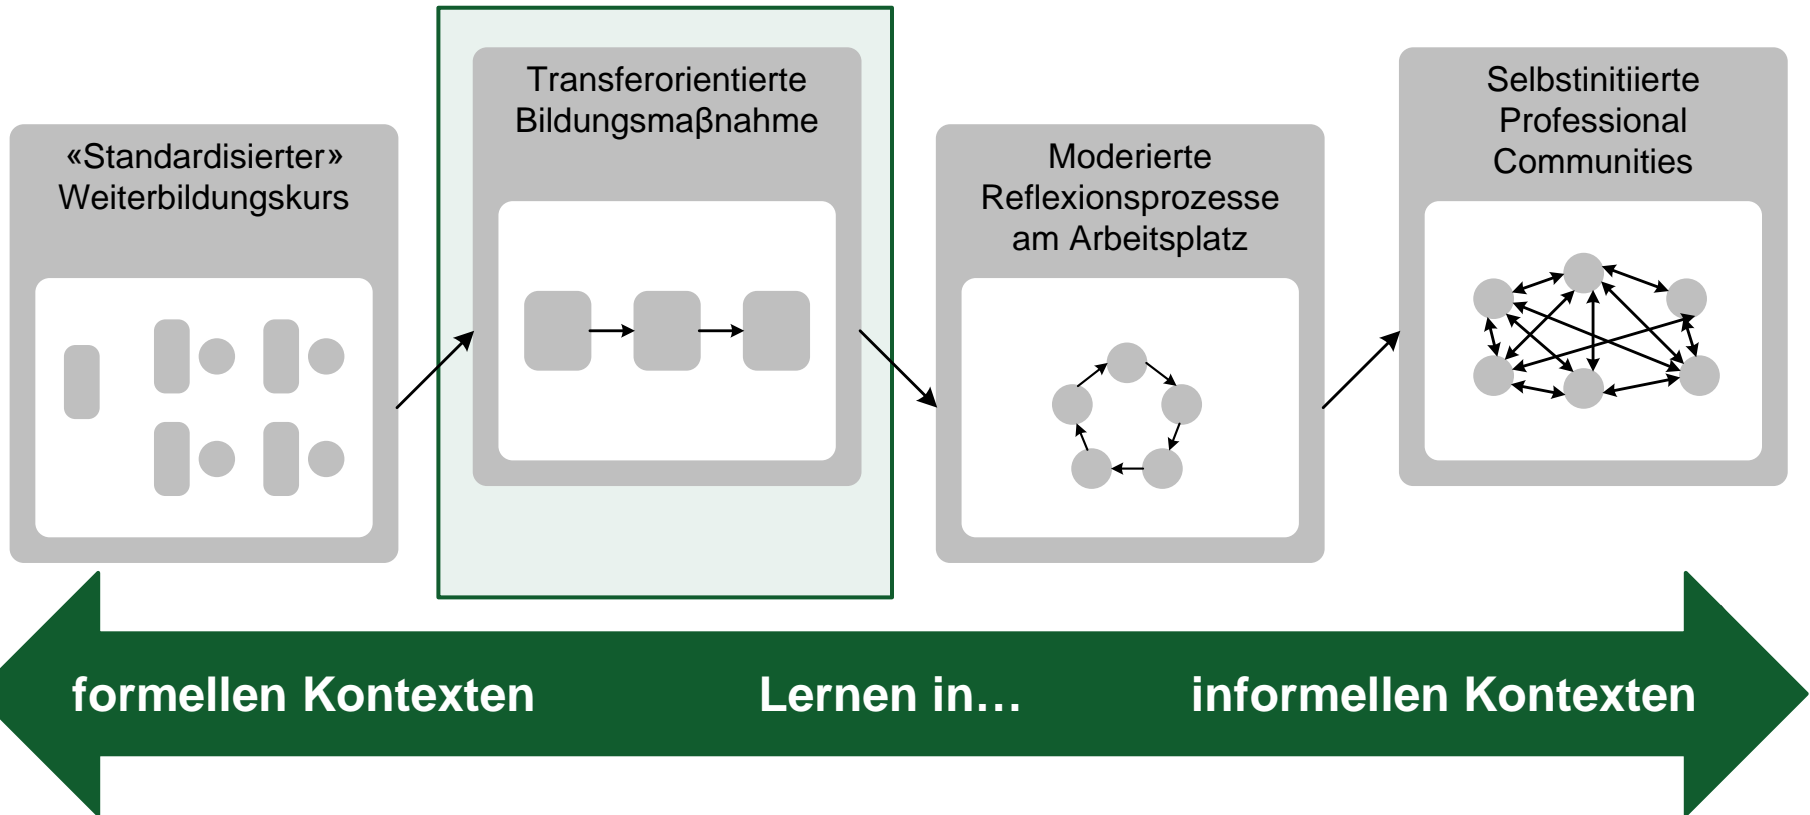 «Standardisierter»
Weiterbildungskurs
Transferorientierte
Bildungsmaβnahme
Moderierte
Reflexionsprozesse
am Arbeitsplatz
Selbstinitiierte
Professional
Communities
formellen Kontexten
Lernen in…
informellen Kontexten